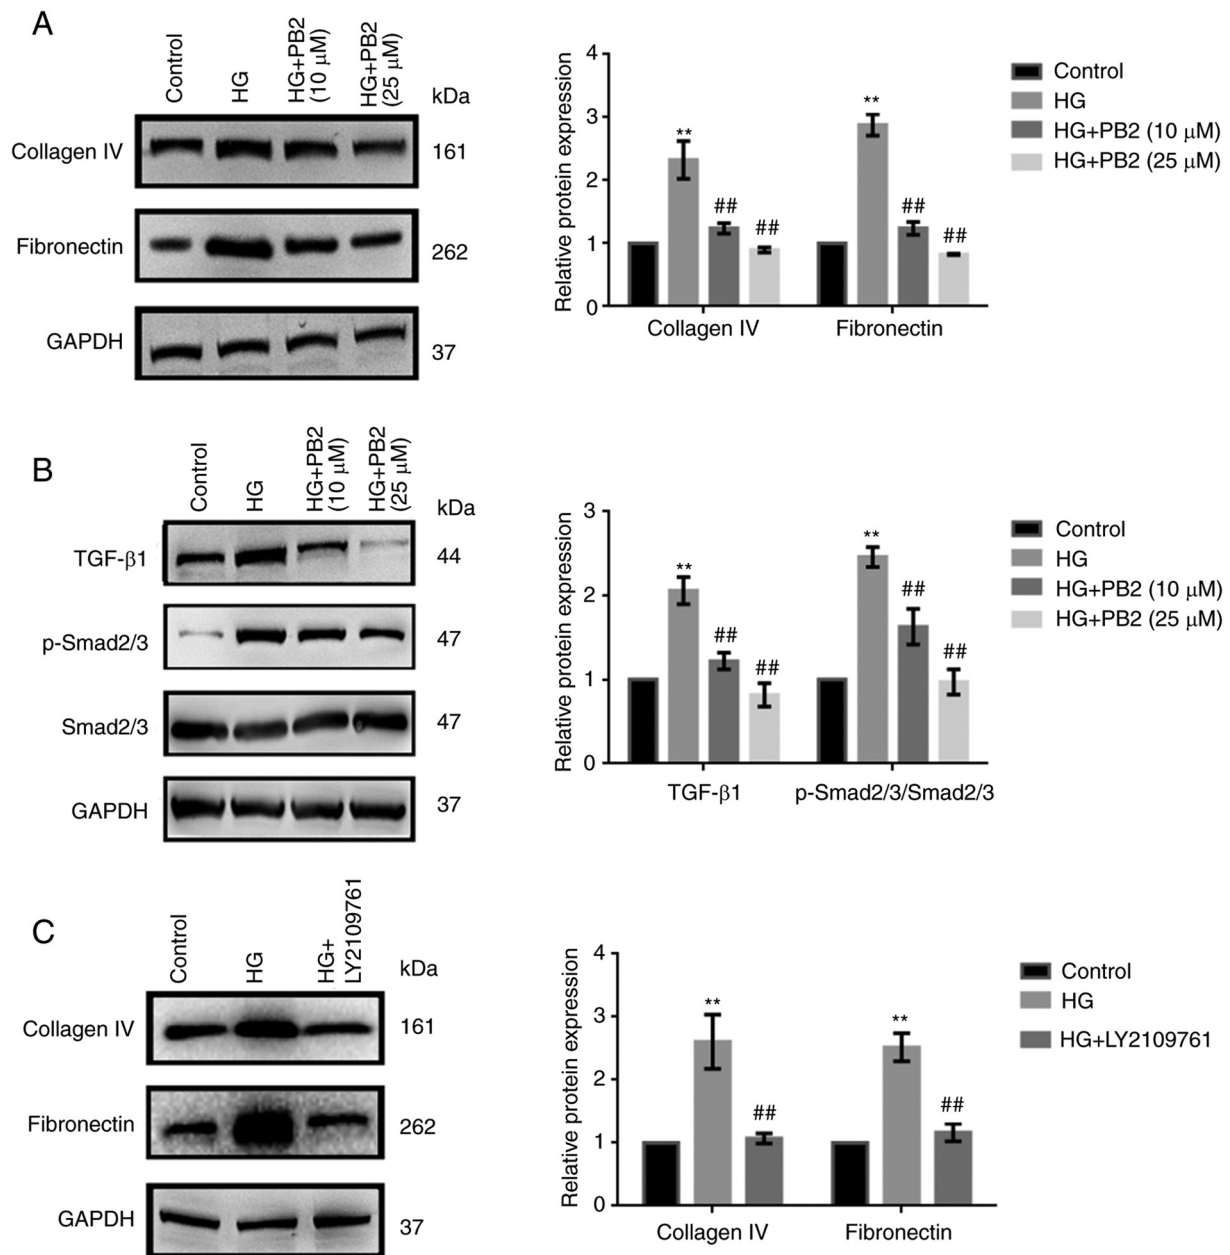 A
Control
HG
HG+PB2
(10 μM)
HG+PB2
(25 μM)
kDa
Collagen IV
161
Fibronectin
262
GAPDH
37
Relative protein expression
4
3
2
1
0
**
##
##
**
##
##
Collagen IV
Fibronectin
Control
HG
HG+PB2 (10 μM)
HG+PB2 (25 μM)
B
Control
HG
HG+PB2
(10 μM)
HG+PB2
(25 μM)
kDa
TGF-β1
44
p-Smad2/3
47
Smad2/3
47
GAPDH
37
Relative protein expression
3
2
1
0
**
##
##
**
##
##
TGF-β1
p-Smad2/3/Smad2/3
Control
HG
HG+PB2 (10 μM)
HG+PB2 (25 μM)
C
Control
HG
HG+
LY2109761
kDa
Collagen IV
161
Fibronectin
262
GAPDH
37
Relative protein expression
4
3
2
1
0
**
##
**
##
Collagen IV
Fibronectin
Control
HG
HG+LY2109761